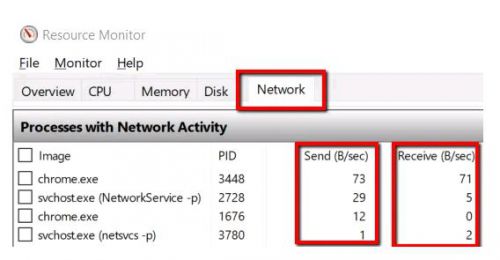 Resource Monitor
File Monitor Help
Overview CPU Memory Disk Network
Processes with Network Activity
Image PID Send (B/sec) Receive (B/sec)
chrome.exe 3448 73 71
svchost.exe (NetworkService -p) 2728 29 5
chrome.exe 1676 12 0
svchost.exe (netsvcs -p) 3780 1 2